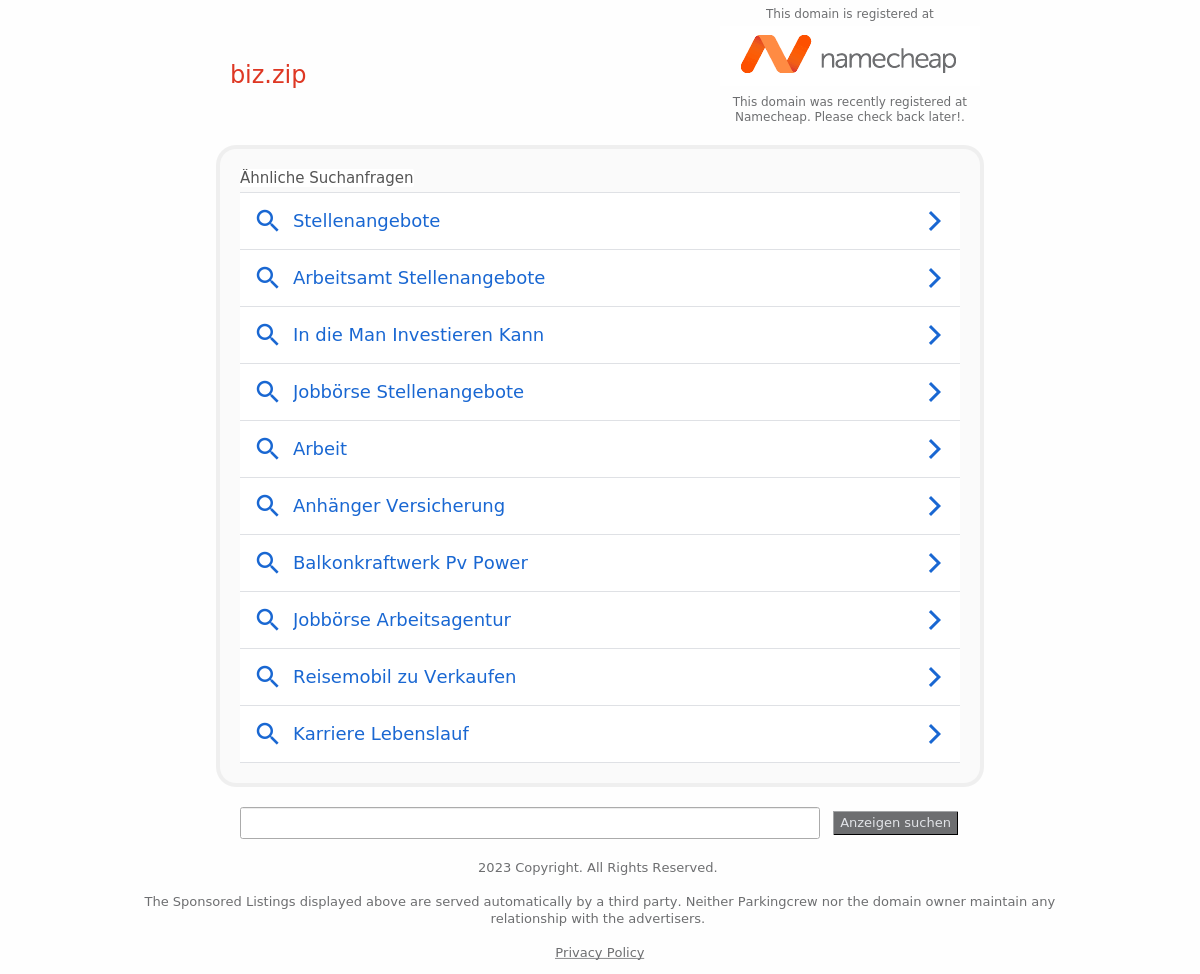 This domain is registered at
namecheap
biz.zip
This domain was recently registered at
Namecheap. Please check back later!.
Ähnliche Suchanfragen
Stellenangebote
Arbeitsamt Stellenangebote
In die Man Investieren Kann
Jobbörse Stellenangebote
Arbeit
Anhänger Versicherung
Balkonkraftwerk Pv Power
Jobbörse Arbeitsagentur
Reisemobil zu Verkaufen
Karriere Lebenslauf
Anzeigen suchen
2023 Copyright. All Rights Reserved.
The Sponsored Listings displayed above are served automatically by a third party. Neither Parkingcrew nor the domain owner maintain any
relationship with the advertisers.
Privacy Policy